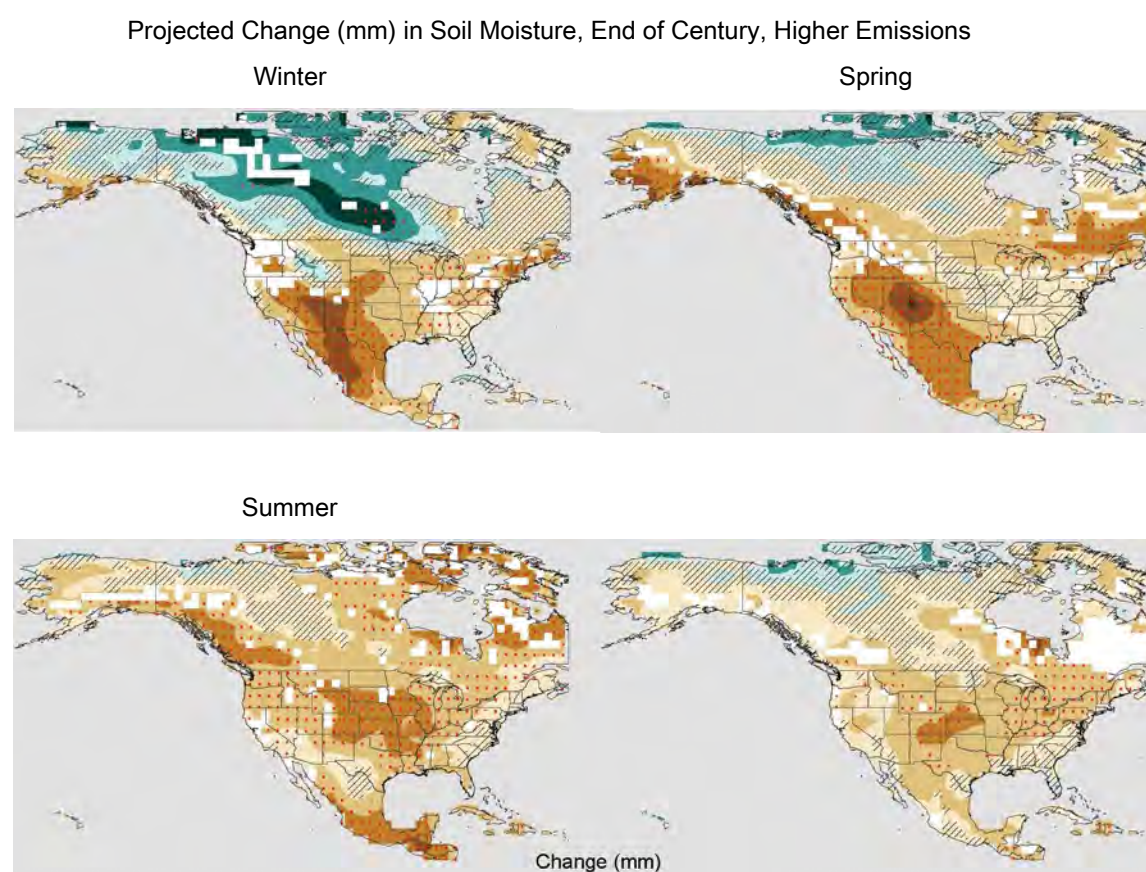 Projected Change (mm) in Soil Moisture, End of Century, Higher Emissions
Winter
Spring
Summer
Change (mm)